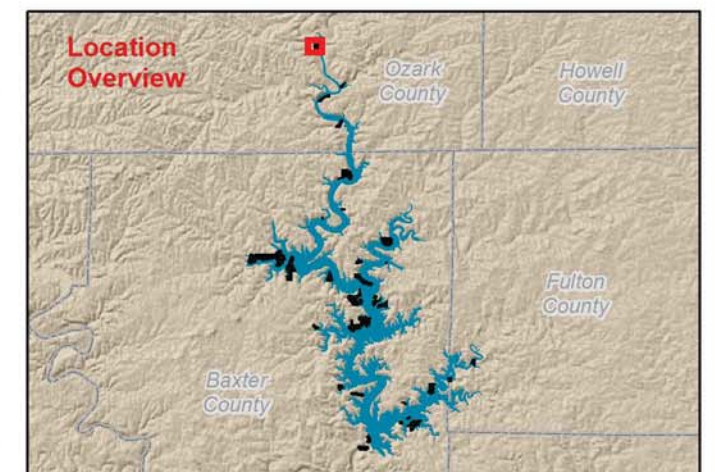 Location
Overview
Ozark
County
Howell
County
Fulton
County
Baxter
County